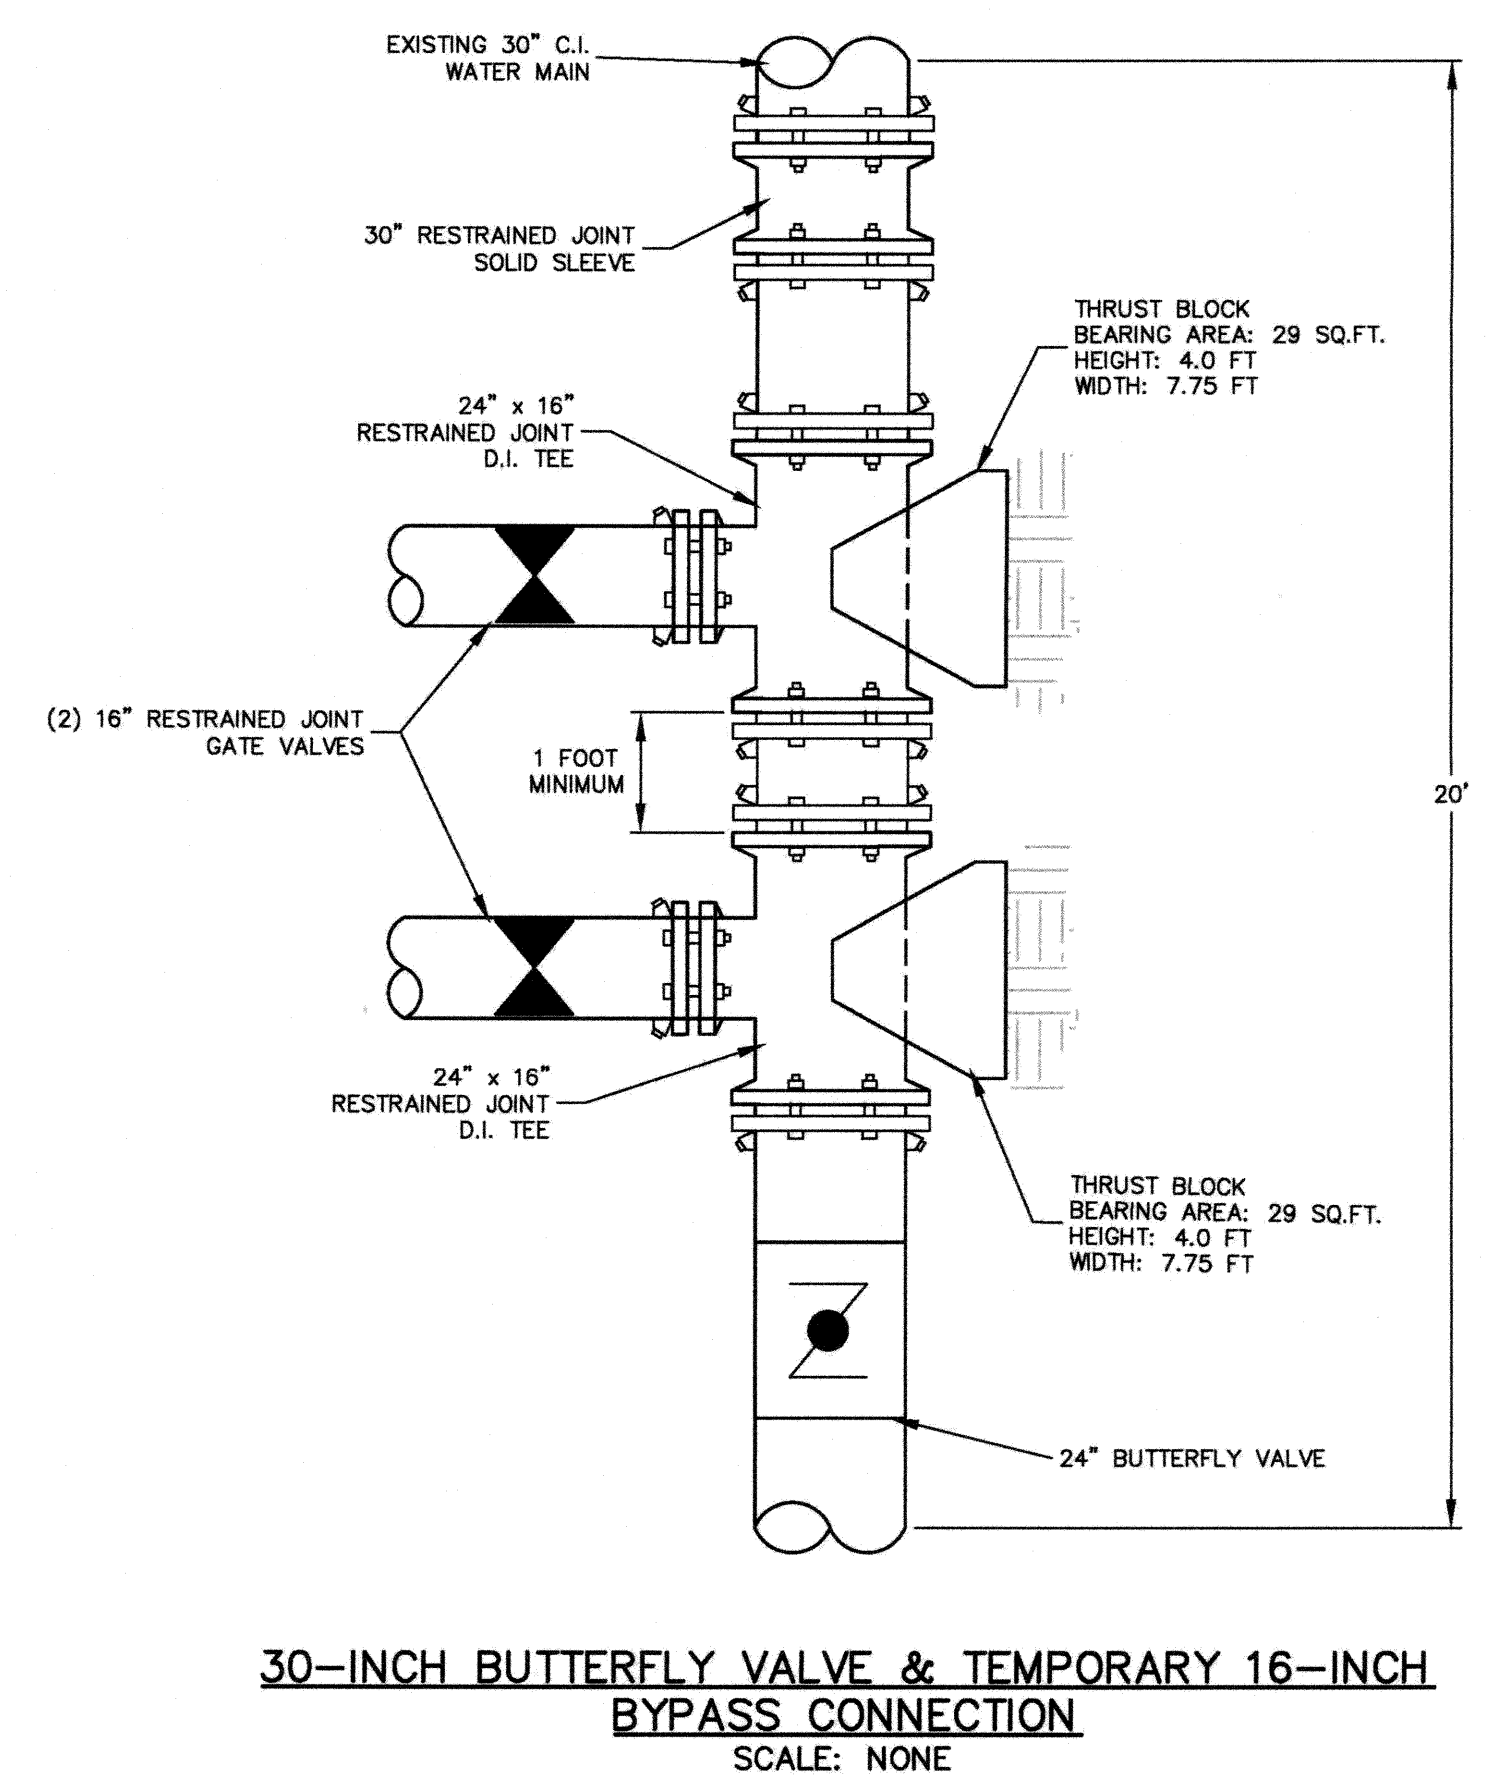 EXISTING 30" C.I.
WATER MAIN
30" RESTRAINED JOINT
SOLID SLEEVE
THRUST BLOCK
BEARING AREA: 29 SQ.FT.
HEIGHT: 4.0 FT
WIDTH: 7.75 FT
24" x 16"
RESTRAINED JOINT
D.I. TEE
(2) 16" RESTRAINED JOINT
GATE VALVES
1 FOOT
MINIMUM
20'
24" x 16"
RESTRAINED JOINT
D.I. TEE
THRUST BLOCK
BEARING AREA: 29 SQ.FT.
HEIGHT: 4.0 FT
WIDTH: 7.75 FT
24" BUTTERFLY VALVE
30-INCH BUTTERFLY VALVE & TEMPORARY 16-INCH
BYPASS CONNECTION
SCALE: NONE